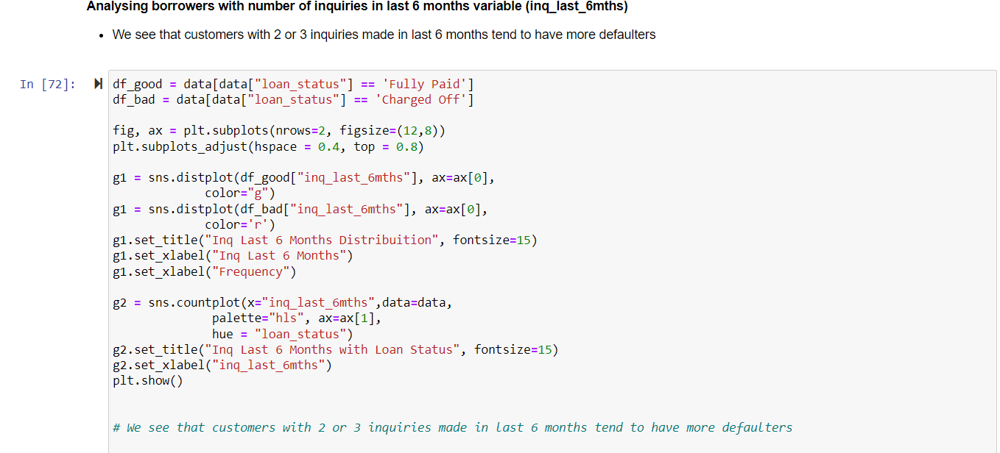 Analysing borrowers with number of inquiries in last 6 months variable (inq_last_6mths)
• We see that customers with 2 or 3 inquiries made in last 6 months tend to have more defaulters
In [72]:
df_good = data[data["loan_status"] == 'Fully Paid']
df_bad = data[data["loan_status"] == 'Charged Off']
fig, ax = plt.subplots(nrows=2, figsize=(12,8))
plt.subplots_adjust(hspace = 0.4, top = 0.8)
g1 = sns.distplot(df_good["inq_last_6mths"], ax=ax[0],
color="g")
g1 = sns.distplot(df_bad["inq_last_6mths"], ax=ax[0],
color='r')
g1.set_title("Inq Last 6 Months Distribuition", fontsize=15)
g1.set_xlabel("Inq Last 6 Months")
g1.set_xlabel("Frequency")
g2 = sns.countplot(x="inq_last_6mths",data=data,
palette="hls", ax=ax[1],
hue = "loan_status")
g2.set_title("Inq Last 6 Months with Loan Status", fontsize=15)
g2.set_xlabel("inq_last_6mths")
plt.show()
# We see that customers with 2 or 3 inquiries made in last 6 months tend to have more defaulters